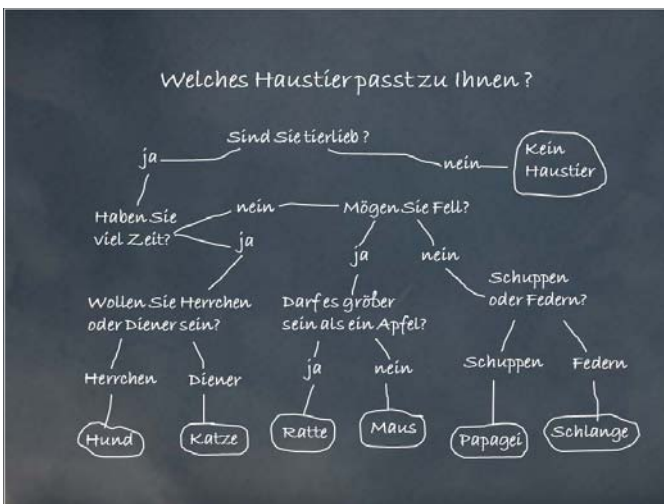 Welches Haustier passt zu Ihnen?
Sind Sie tierlieb?
ja
nein
Kein
Haustier
Haben Sie
viel Zeit?
nein
ja
Mögen Sie Fell?
ja
nein
Wollen Sie Herrchen
oder Diener sein?
Darf es größer
sein als ein Apfel?
Schuppen
oder Federn?
Herrchen
Diener
ja
nein
Schuppen
Federn
Hund
Katze
Ratte
Maus
Papagei
Schlange